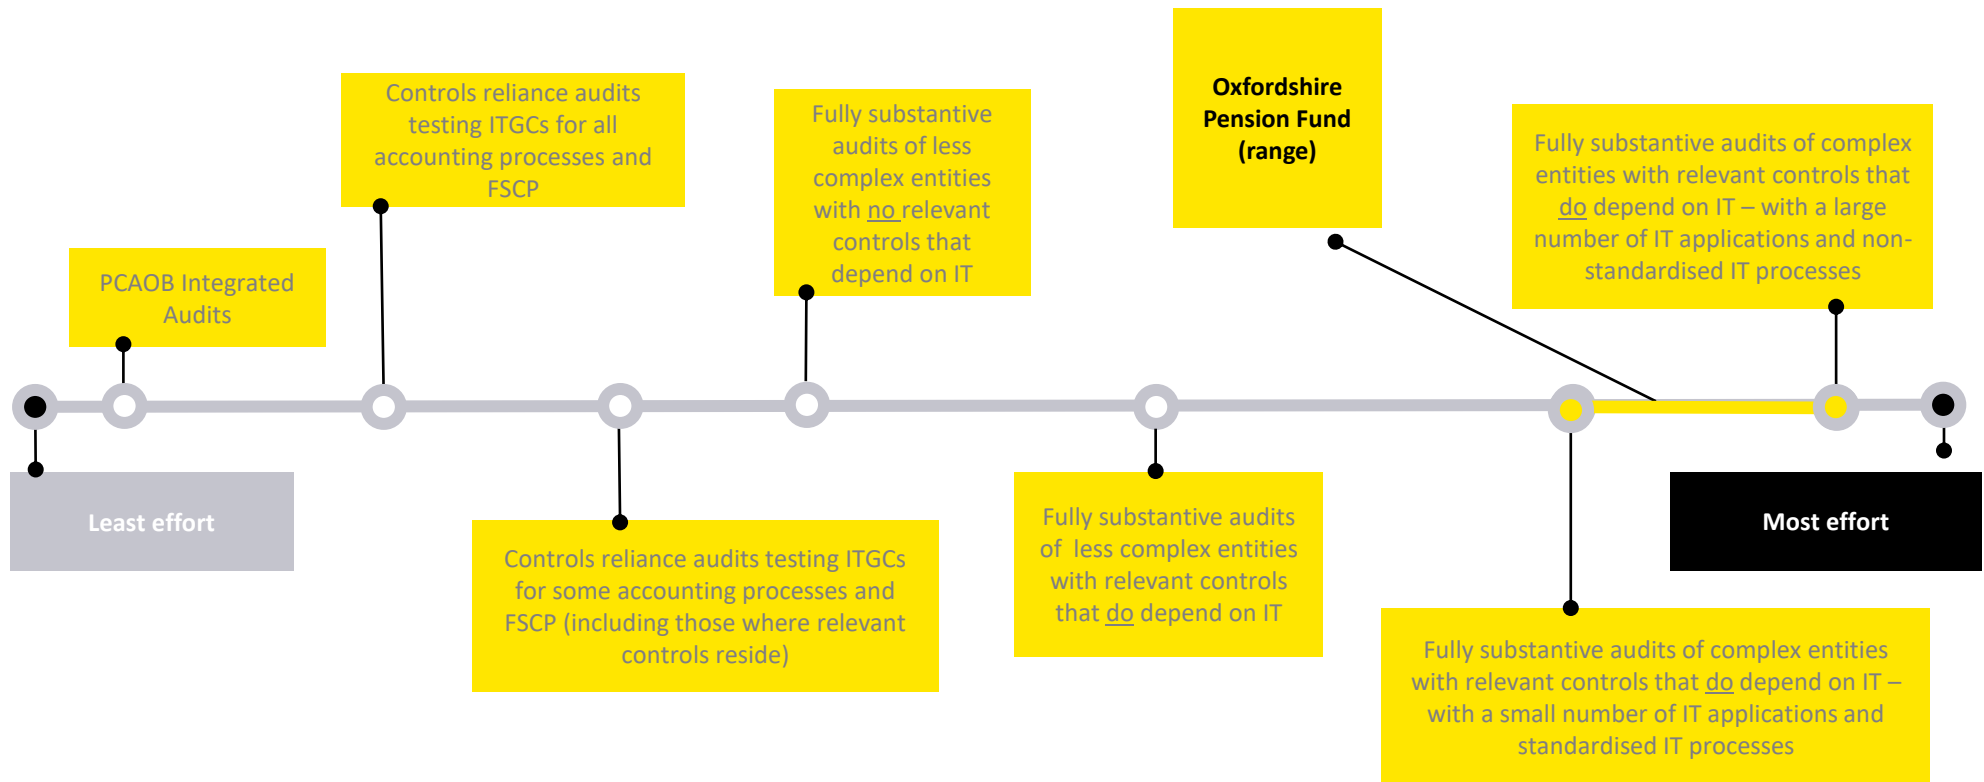 PCAOB Integrated
Audits
Controls reliance audits
testing ITGCs for all
accounting processes and
FSCP
Fully substantive
audits of less
complex entities
with no relevant
controls that
depend on IT
Oxfordshire
Pension Fund
(range)
Fully substantive audits of complex
entities with relevant controls that
do depend on IT – with a large
number of IT applications and non-
standardised IT processes
Least effort
Controls reliance audits testing ITGCs
for some accounting processes and
FSCP (including those where relevant
controls reside)
Fully substantive audits
of less complex entities
with relevant controls
that do depend on IT
Fully substantive audits of complex entities
with relevant controls that do depend on IT –
with a small number of IT applications and
standardised IT processes
Most effort